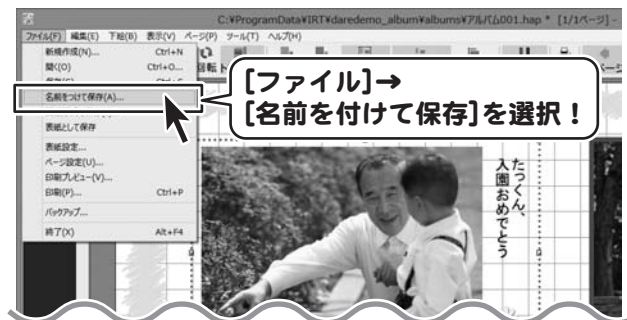 C:¥ProgramData¥IRT¥daredemo_album¥albums¥アルバム001.hap * [1/1ページ] -
ファイル(F) 編集(E) 下絵(B) 表示(V) ページ(P) ツール(T) ヘルプ(H)
新規作成(N)... Ctrl+N
開く(O) Ctrl+O...
名前をつけて保存(A)...
表紙として保存
表紙設定...
ページ設定(U)...
印刷プレビュー(V)...
印刷(P)... Ctrl+P
バックアップ...
終了(X) Alt+F4
[ファイル]→
[名前を付けて保存]を選択!
たっくん、
入園おめでとう